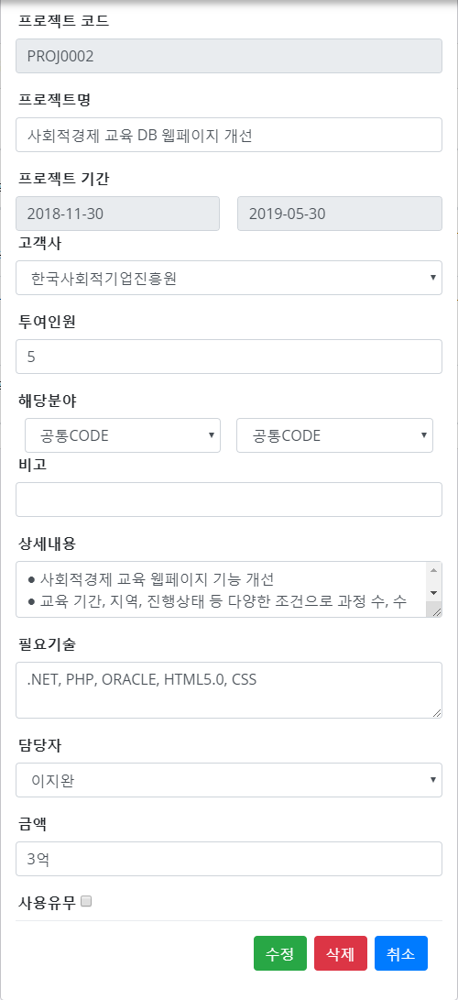 프로젝트 코드
PROJ0002
프로젝트명
사회적경제 교육 DB 웹페이지 개선
프로젝트 기간
2018-11-30 2019-05-30
고객사
한국사회적기업진흥원
투여인원
5
해당분야
공통CODE 공통CODE
비고
상세내용
● 사회적경제 교육 웹페이지 기능 개선
● 교육 기간, 지역, 진행상태 등 다양한 조건으로 과정 수, 수
필요기술
.NET, PHP, ORACLE, HTML5.0, CSS
담당자
이지완
금액
3억
사용유무
수정 삭제 취소